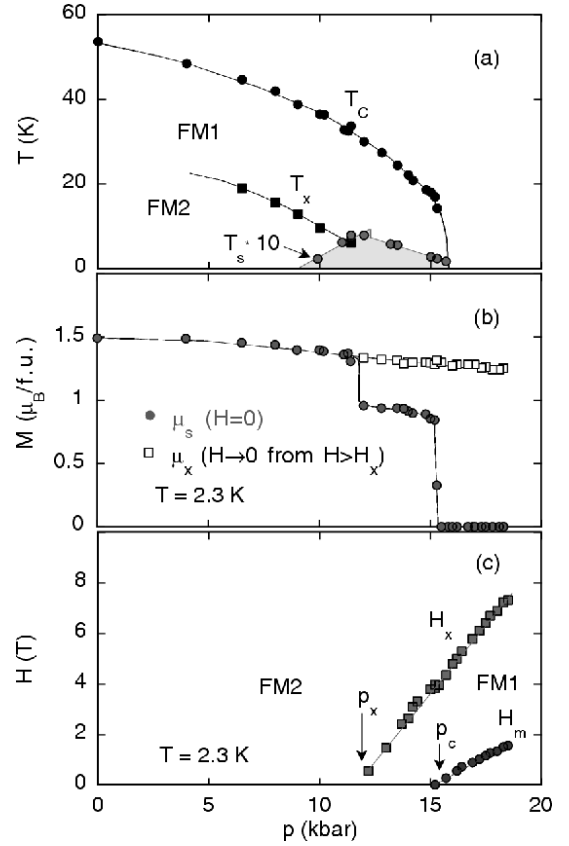 60
(a)
T_C
40
FM1
T (K)
T_x
20
FM2
T_s * 10
0
(b)
1.5
M (μ_B/f.u.)
1
μ_s (H=0)
μ_x (H→0 from H>H_x)
0.5
T = 2.3 K
0
(c)
8
H_x
6
H (T)
FM2
FM1
4
p_x
p_c
H_m
2
T = 2.3 K
0
0 5 10 15 20
p (kbar)